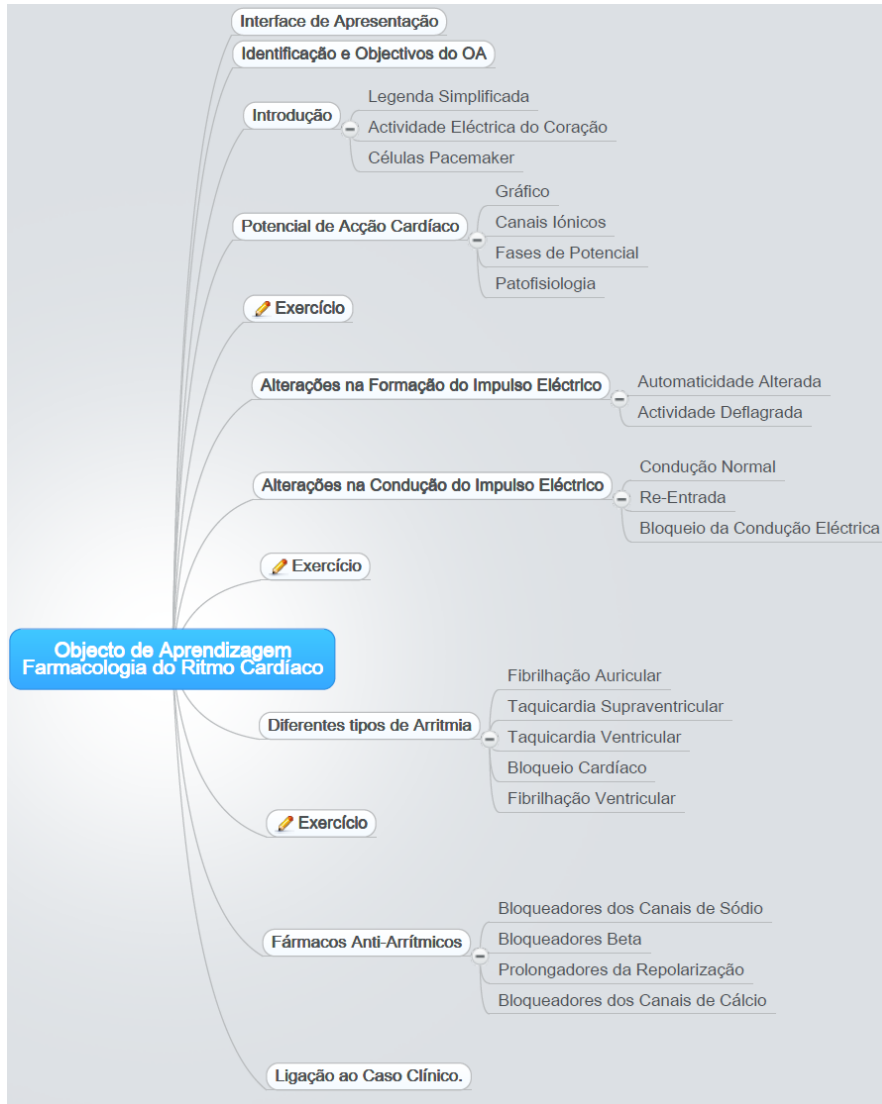 Interface de Apresentação
Identificação e Objectivos do OA
Introdução
Legenda Simplificada
Actividade Eléctrica do Coração
Células Pacemaker
Potencial de Acção Cardíaco
Gráfico
Canais Iónicos
Fases de Potencial
Patofisiologia
Exercício
Alterações na Formação do Impulso Eléctrico
Automaticidade Alterada
Actividade Deflagrada
Alterações na Condução do Impulso Eléctrico
Condução Normal
Re-Entrada
Bloqueio da Condução Eléctrica
Exercício
Objecto de Aprendizagem
Farmacologia do Ritmo Cardíaco
Diferentes tipos de Arritmia
Fibrilhação Auricular
Taquicardia Supraventricular
Taquicardia Ventricular
Bloqueio Cardíaco
Fibrilhação Ventricular
Exercício
Fármacos Anti-Arrítmicos
Bloqueadores dos Canais de Sódio
Bloqueadores Beta
Prolongadores da Repolarização
Bloqueadores dos Canais de Cálcio
Ligação ao Caso Clínico.